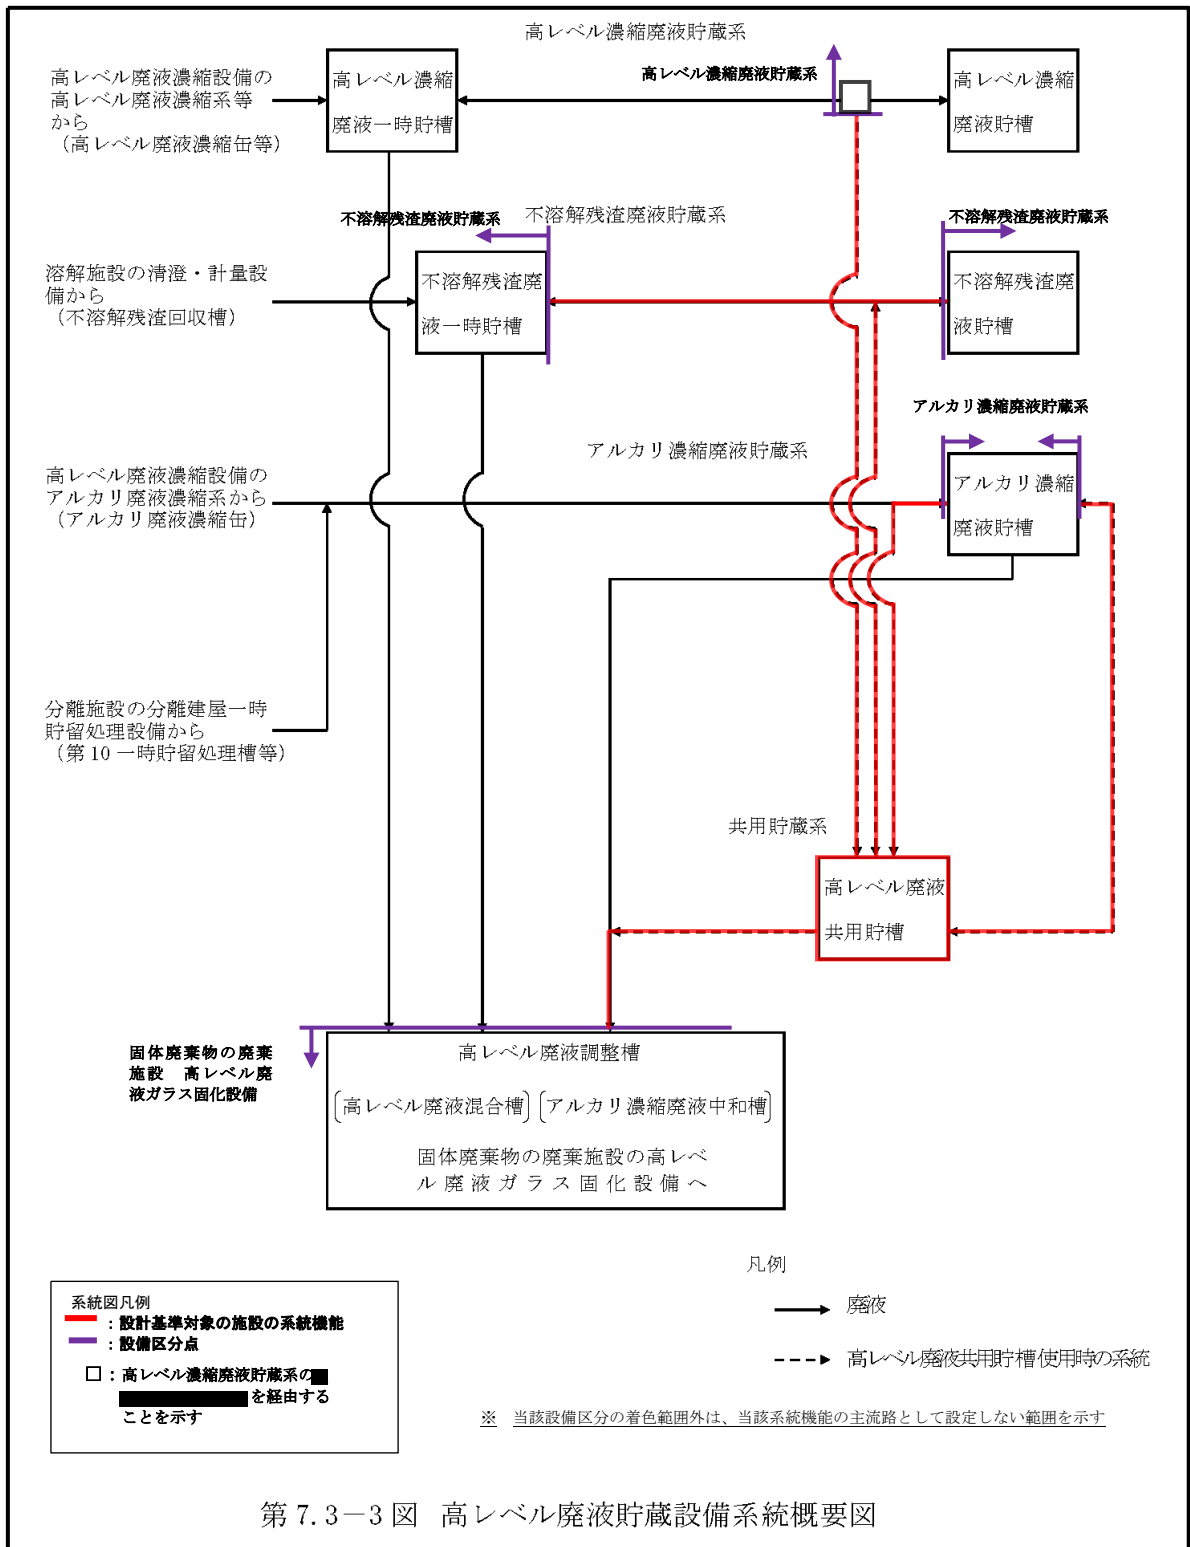 高レベル濃縮廃液貯蔵系
高レベル濃縮廃液貯蔵系
高レベル廃液濃縮設備の
高レベル廃液濃縮系等
から
（高レベル廃液濃縮缶等）
高レベル濃縮
廃液一時貯槽
高レベル濃縮
廃液貯槽
不溶解残渣廃液貯蔵系
不溶解残渣廃液貯蔵系
不溶解残渣廃液貯蔵系
溶解施設の清澄・計量設
備から
（不溶解残渣回収槽）
不溶解残渣廃
液一時貯槽
不溶解残渣廃
液貯槽
アルカリ濃縮廃液貯蔵系
アルカリ濃縮廃液貯蔵系
高レベル廃液濃縮設備の
アルカリ廃液濃縮系から
（アルカリ廃液濃縮缶）
アルカリ濃縮
廃液貯槽
分離施設の分離建屋一時
貯留処理設備から
（第10一時貯留処理槽等）
共用貯蔵系
高レベル廃液
共用貯槽
固体廃棄物の廃棄
施設　高レベル廃
液ガラス固化設備
高レベル廃液調整槽
〔高レベル廃液混合槽〕〔アルカリ濃縮廃液中和槽〕
固体廃棄物の廃棄施設の高レベ
ル廃液ガラス固化設備へ
凡例
廃液
高レベル廃液共用貯槽使用時の系統
系統図凡例
：設計基準対象の施設の系統機能
：設備区分点
□：高レベル濃縮廃液貯蔵系の
を経由する
ことを示す
※　当該設備区分の着色範囲外は、当該系統機能の主流路として設定しない範囲を示す
第 7.3－3 図　高レベル廃液貯蔵設備系統概要図